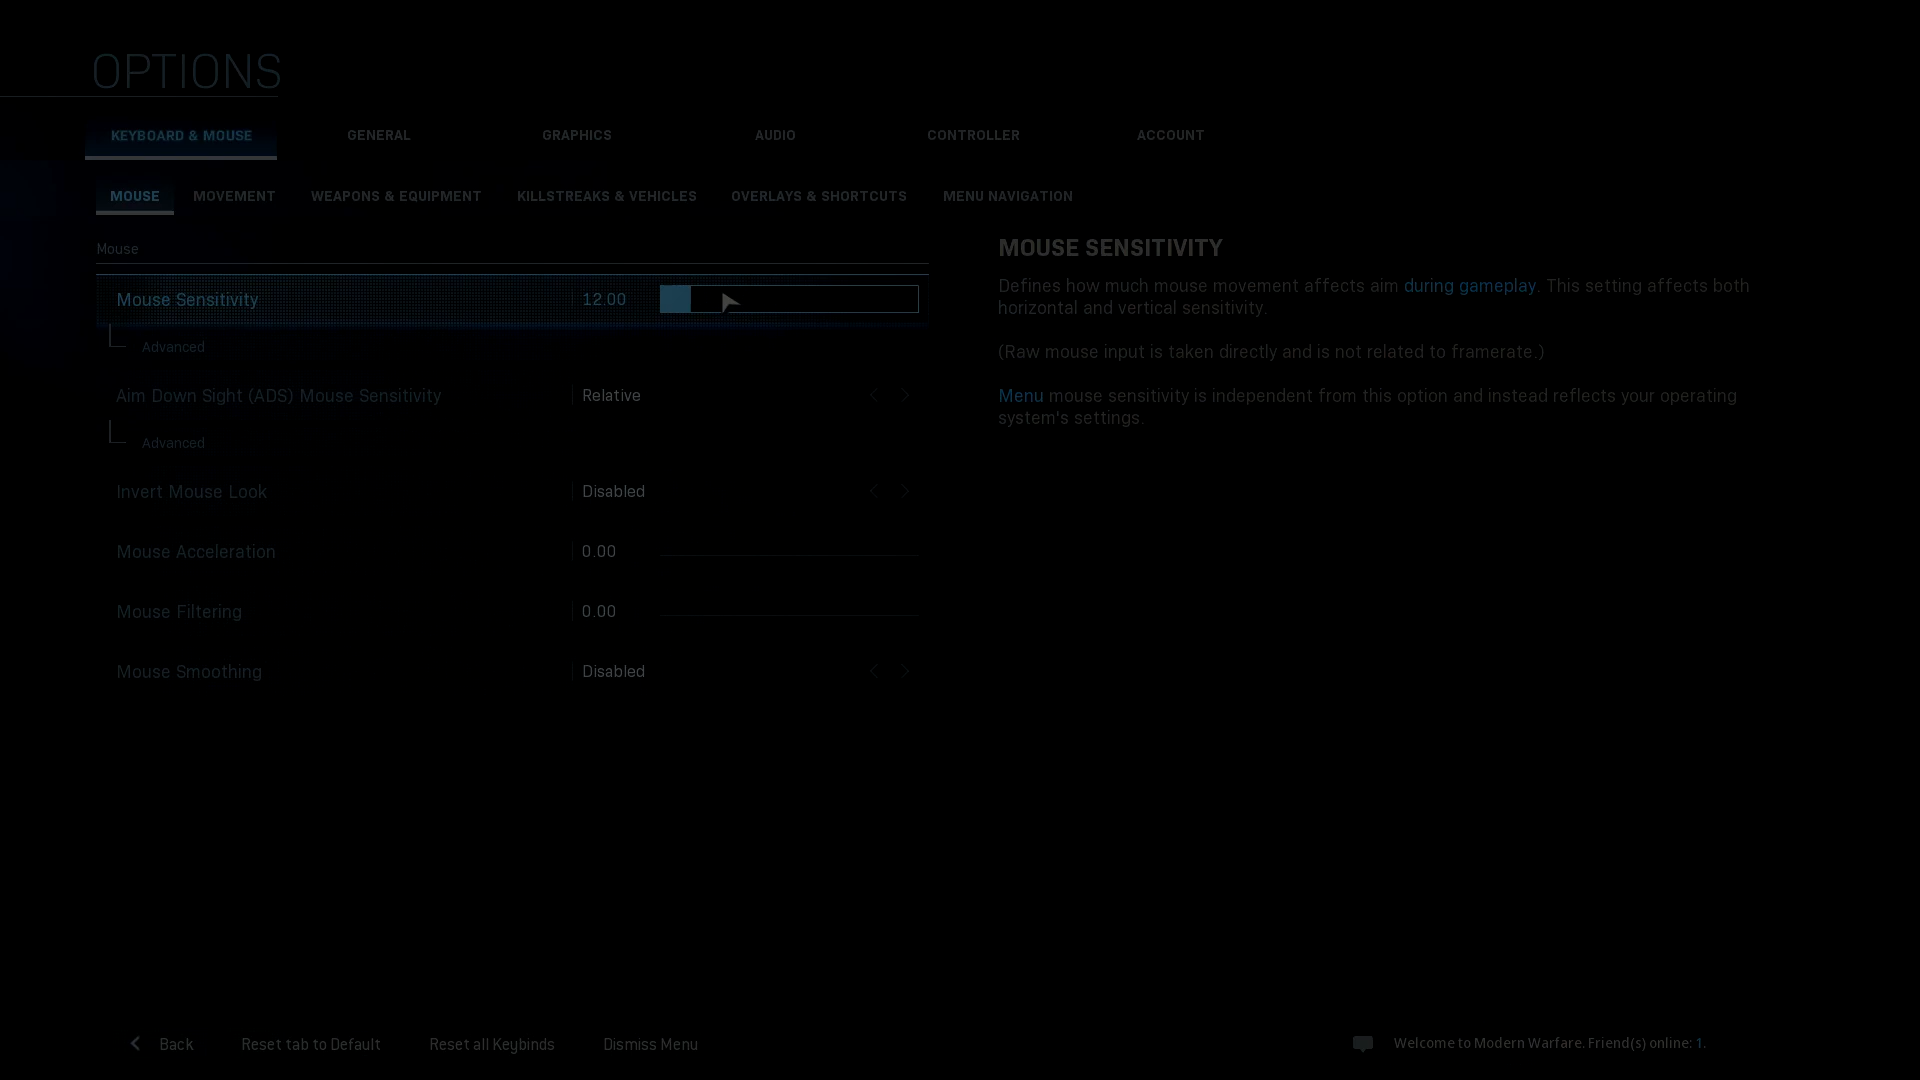 OPTIONS
KEYBOARD & MOUSE GENERAL GRAPHICS AUDIO CONTROLLER ACCOUNT
MOUSE MOVEMENT WEAPONS & EQUIPMENT KILLSTREAKS & VEHICLES OVERLAYS & SHORTCUTS MENU NAVIGATION
Mouse
Mouse Sensitivity 12.00
Advanced
Aim Down Sight (ADS) Mouse Sensitivity Relative
Advanced
Invert Mouse Look Disabled
Mouse Acceleration 0.00
Mouse Filtering 0.00
Mouse Smoothing Disabled
MOUSE SENSITIVITY
Defines how much mouse movement affects aim during gameplay. This setting affects both
horizontal and vertical sensitivity.
(Raw mouse input is taken directly and is not related to framerate.)
Menu mouse sensitivity is independent from this option and instead reflects your operating
system's settings.
Back Reset tab to Default Reset all Keybinds Dismiss Menu
Welcome to Modern Warfare. Friend(s) online: 1.